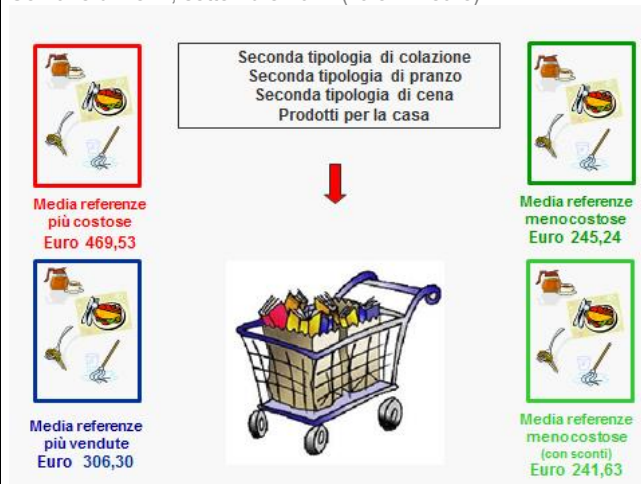 Seconda tipologia di colazione
Seconda tipologia di pranzo
Seconda tipologia di cena
Prodotti per la casa
Media referenze
più costose
Euro 469,53
Media referenze
menocostose
Euro 245,24
Media referenze
più vendute
Euro 306,30
Media referenze
menocostose
(con sconti)
Euro 241,63